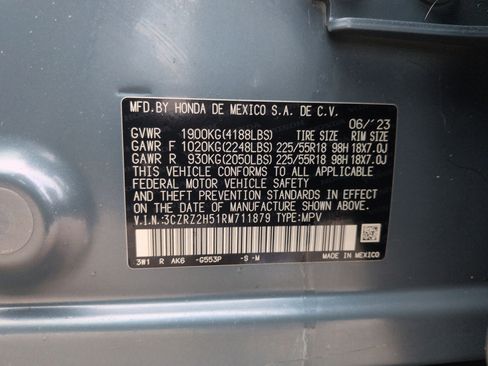 MFD.BY HONDA DE MEXICO S.A. DE C.V.
06/'23
GVWR 1900KG(4188LBS) TIRE SIZE RIM SIZE
GAWR F 1020KG(2248LBS) 225/55R18 98H 18X7.0J
GAWR R 930KG(2050LBS) 225/55R18 98H 18X7.0J
THIS VEHICLE CONFORMS TO ALL APPLICABLE
FEDERAL MOTOR VEHICLE SAFETY
AND THEFT PREVENTION STANDARDS IN EFFECT ON
THE DATE OF MANUFACTURE SHOWN ABOVE.
V.I.N.:3CZRZ2H51RM711879 TYPE:MPV
3W1 R AK6 -G553P -S -M MADE IN MEXICO